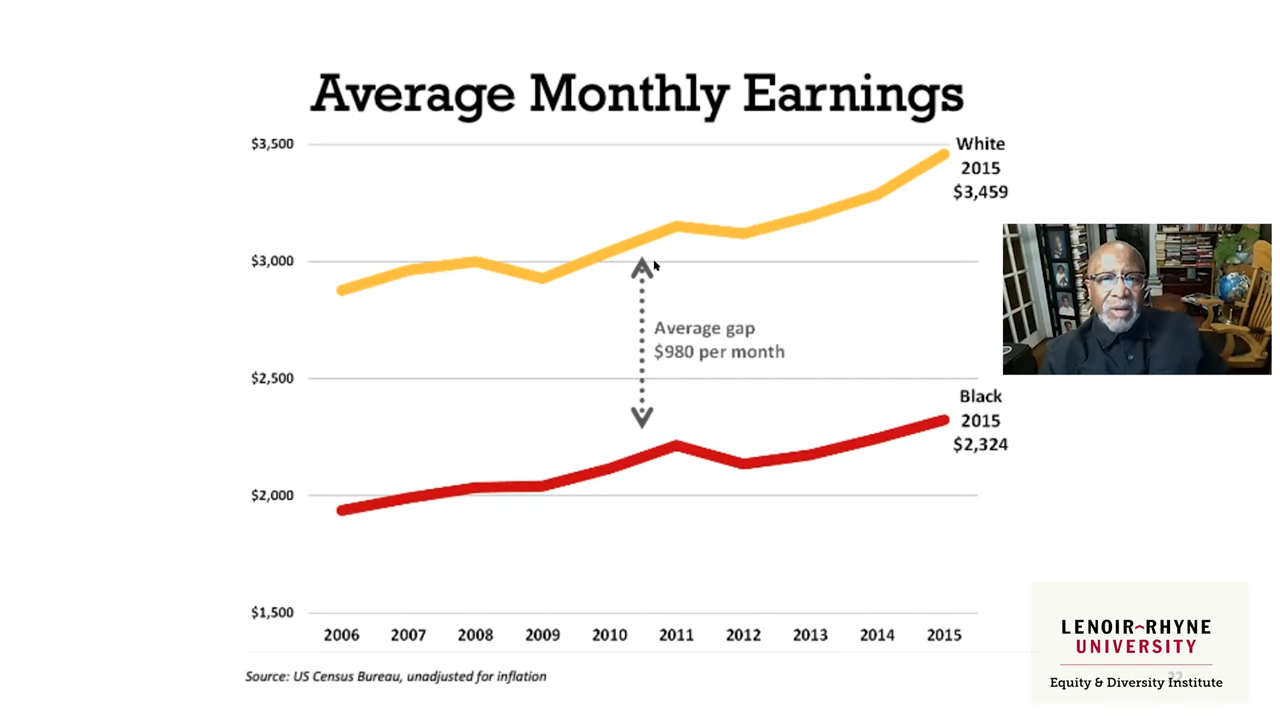 Average Monthly Earnings
$3,500
$3,000
$2,500
$2,000
$1,500
White
2015
$3,459
Average gap
$980 per month
Black
2015
$2,324
2006 2007 2008 2009 2010 2011 2012 2013 2014 2015
Source: US Census Bureau, unadjusted for inflation
LENOIR-RHYNE
UNIVERSITY
Equity & Diversity Institute